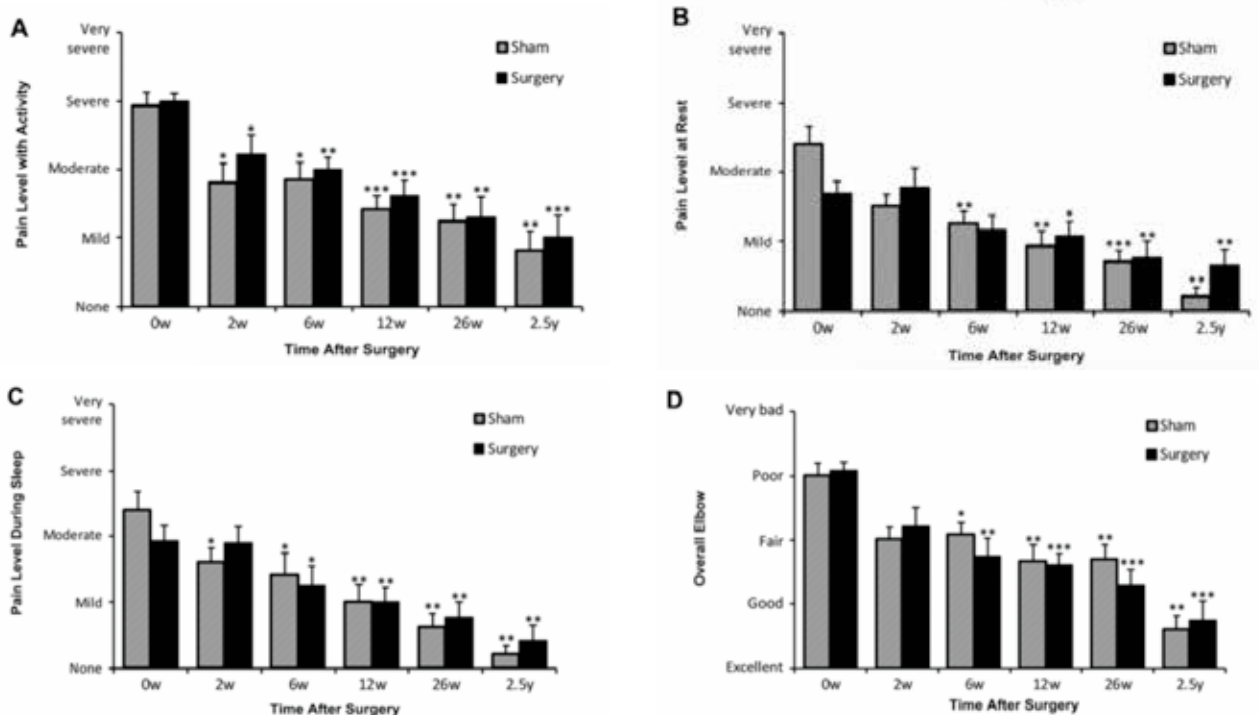 A
Very
severe
Severe
Moderate
Mild
None
Pain Level with Activity
Sham
Surgery
* * * ** *** *** ** ** ** ***
0w 2w 6w 12w 26w 2.5y
Time After Surgery
B
Very
severe
Severe
Moderate
Mild
None
Pain Level at Rest
Sham
Surgery
** ** * *** ** ** **
0w 2w 6w 12w 26w 2.5y
Time After Surgery
C
Very
severe
Severe
Moderate
Mild
None
Pain Level During Sleep
Sham
Surgery
* * * ** ** ** ** ** **
0w 2w 6w 12w 26w 2.5y
Time After Surgery
D
Very bad
Poor
Fair
Good
Excellent
Overall Elbow
Sham
Surgery
* ** ** *** ** *** ** ***
0w 2w 6w 12w 26w 2.5y
Time After Surgery